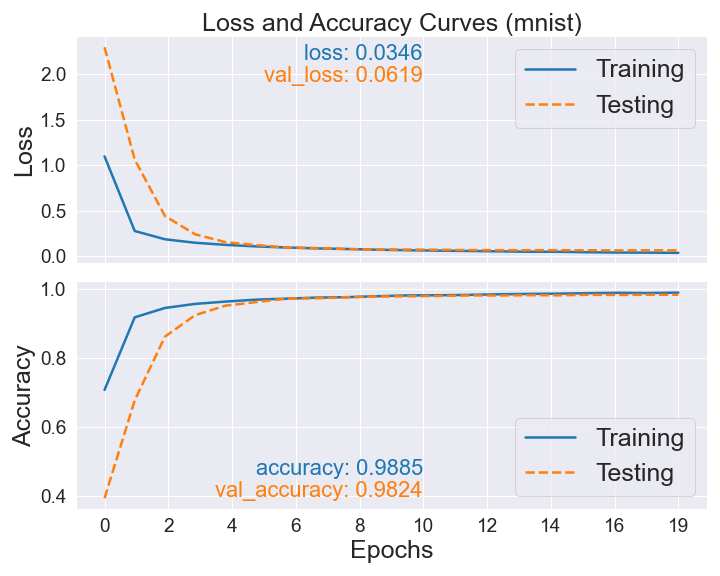 Loss and Accuracy Curves (mnist)
loss: 0.0346
val_loss: 0.0619
Training
Testing
Loss
2.0
1.5
1.0
0.5
0.0
1.0
0.8
0.6
0.4
Accuracy
accuracy: 0.9885
val_accuracy: 0.9824
Training
Testing
0 2 4 6 8 10 12 14 16 19
Epochs